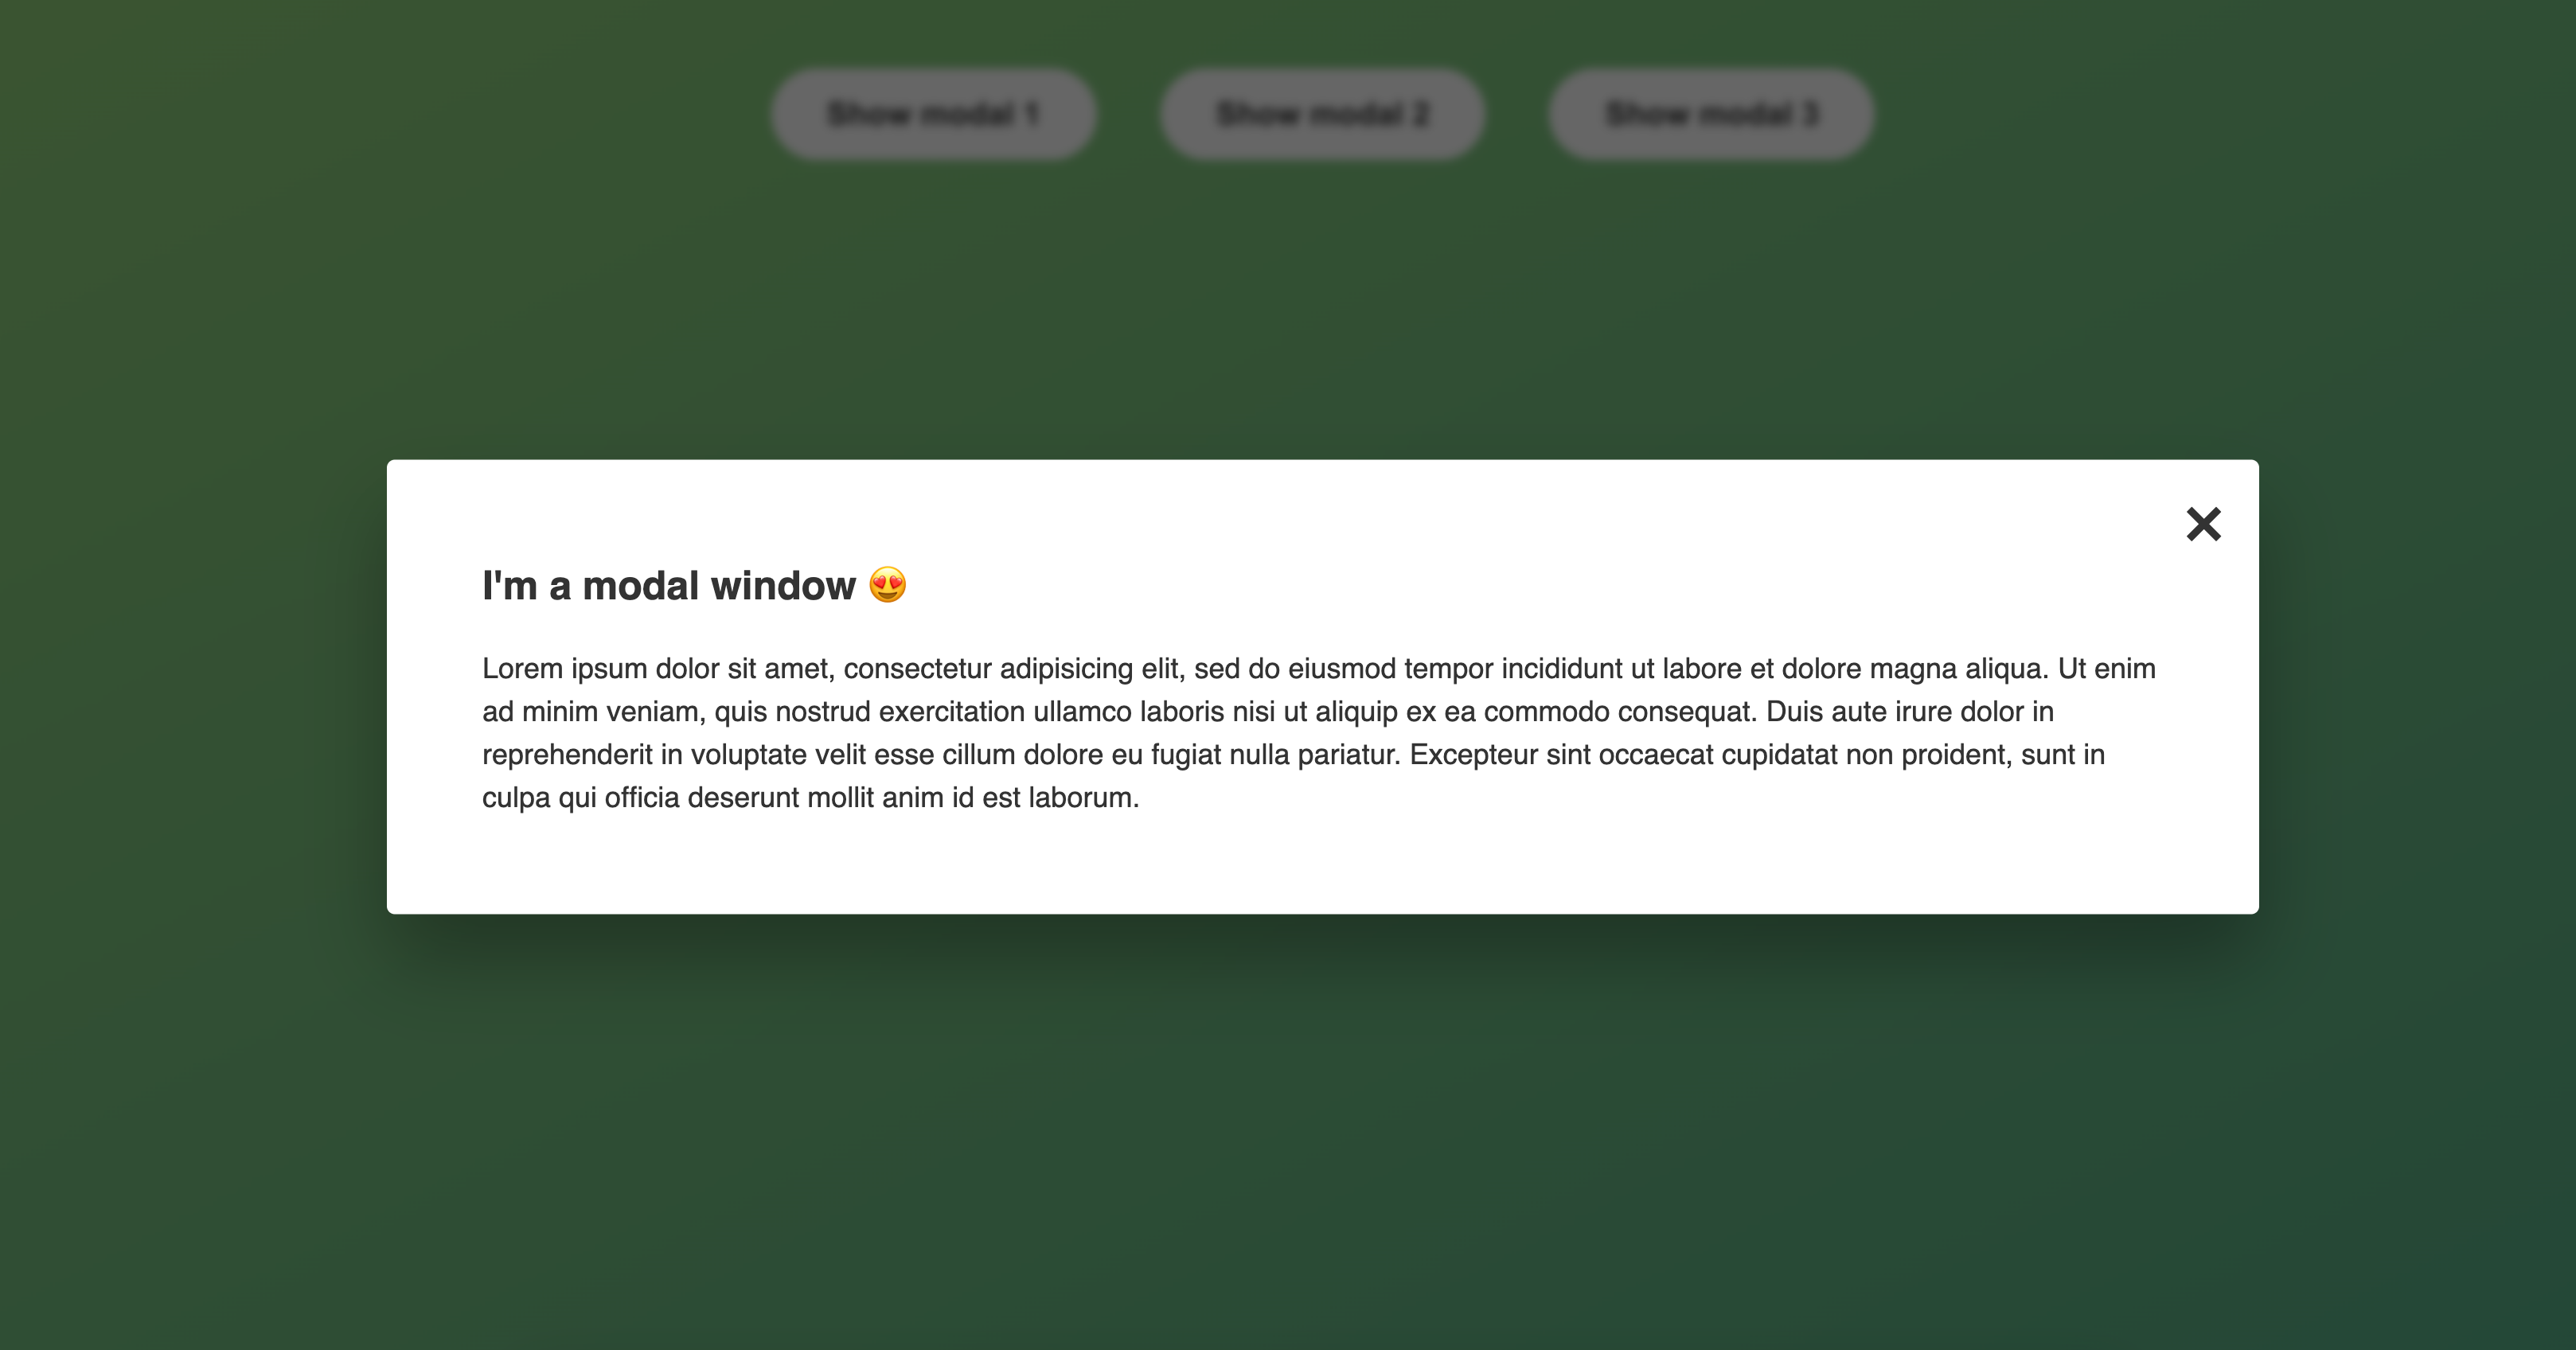 Show modal 1 Show modal 2 Show modal 3
×
I'm a modal window 😍
Lorem ipsum dolor sit amet, consectetur adipisicing elit, sed do eiusmod tempor incididunt ut labore et dolore magna aliqua. Ut enim
ad minim veniam, quis nostrud exercitation ullamco laboris nisi ut aliquip ex ea commodo consequat. Duis aute irure dolor in
reprehenderit in voluptate velit esse cillum dolore eu fugiat nulla pariatur. Excepteur sint occaecat cupidatat non proident, sunt in
culpa qui officia deserunt mollit anim id est laborum.